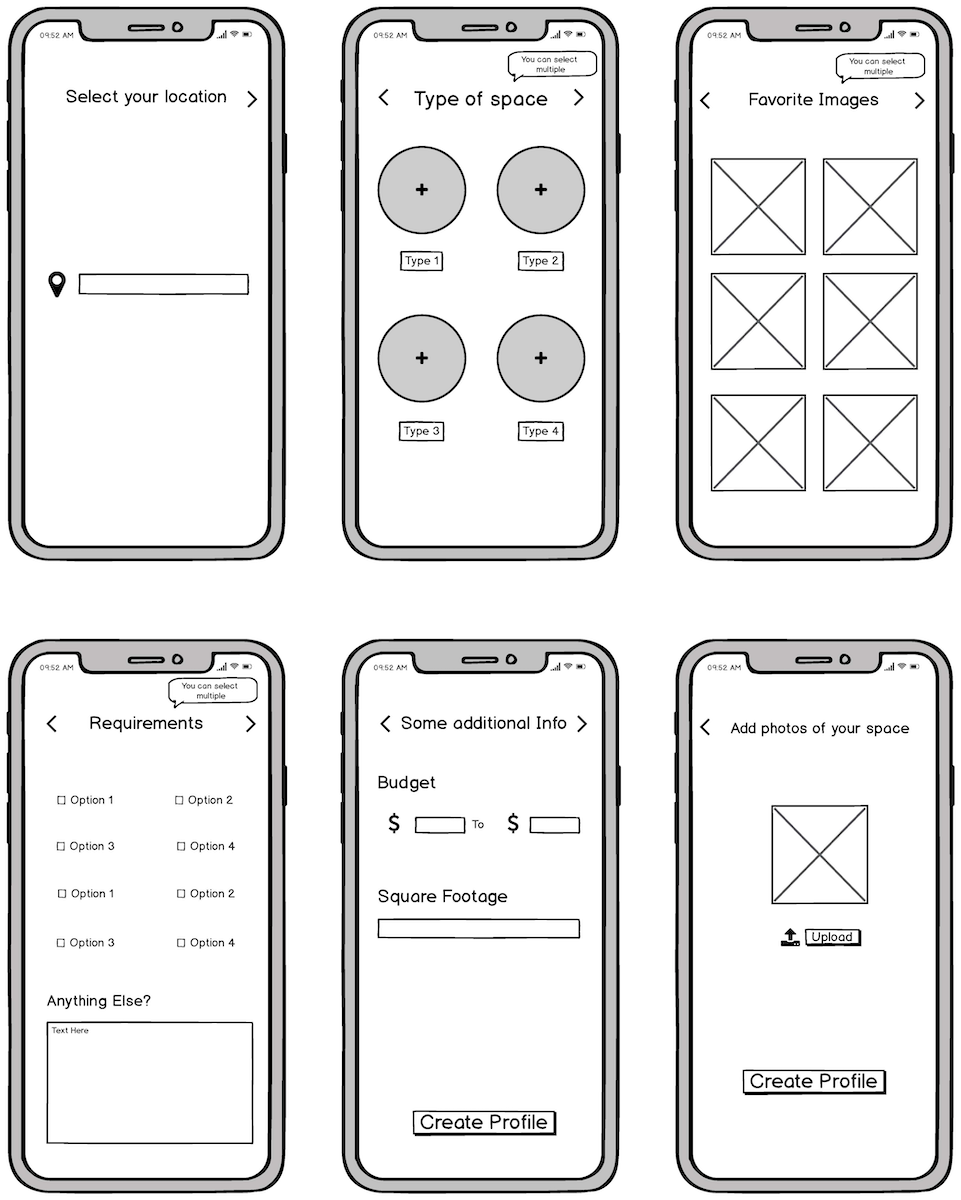 09:52 AM
Select your location
09:52 AM
You can select
multiple
Type of space
Type 1
Type 2
Type 3
Type 4
09:52 AM
You can select
multiple
Favorite Images
09:52 AM
You can select
multiple
Requirements
Option 1
Option 2
Option 3
Option 4
Option 1
Option 2
Option 3
Option 4
Anything Else?
Text Here
09:52 AM
Some additional Info
Budget
$ To $
Square Footage
Create Profile
09:52 AM
Add photos of your space
Upload
Create Profile